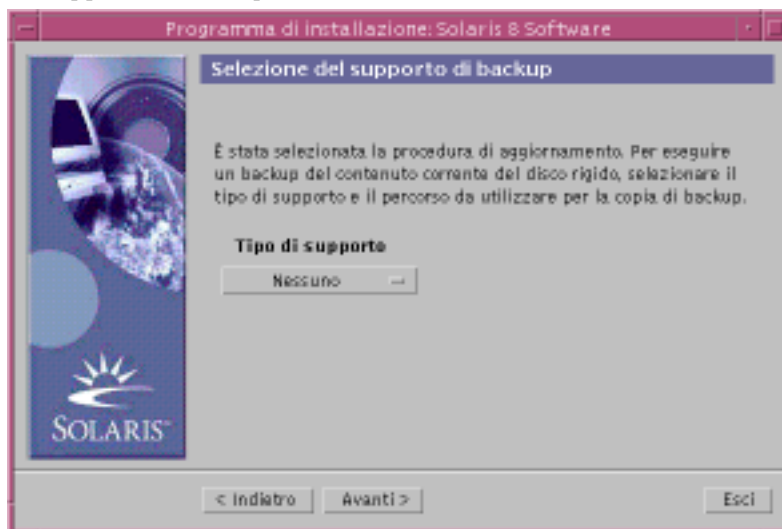 Programma di installazione: Solaris 8 Software
Selezione del supporto di backup
È stata selezionata la procedura di aggiornamento. Per eseguire
un backup del contenuto corrente del disco rigido, selezionare il
tipo di supporto e il percorso da utilizzare per la copia di backup.
Tipo di supporto
Nessuno
SOLARIS™
< Indietro
Avanti >
Esci